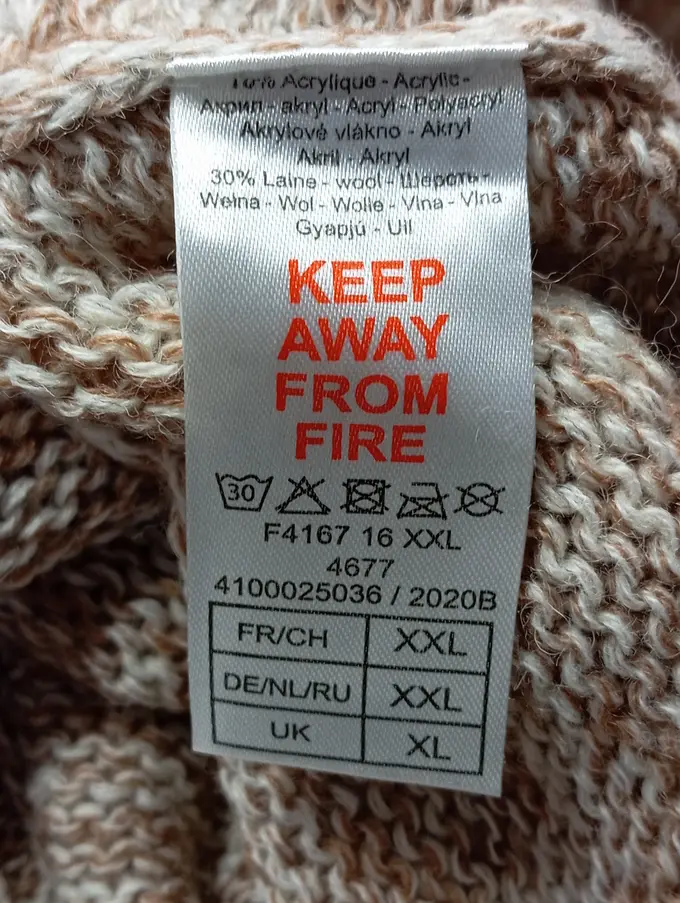 Acrylique - Acrylic -
Акрил - akryl - Acryl - Polyacryl
Akrylové vlákno - Akryl
Akril - Akryl
30% Laine - wool - Шерсть -
Wełna - Wol - Wolle - Vlna - Vlna
Gyapjú - Ull
KEEP
AWAY
FROM
FIRE
30
F4167 16 XXL
4677
4100025036 / 2020B
FR/CH XXL
DE/NL/RU XXL
UK XL